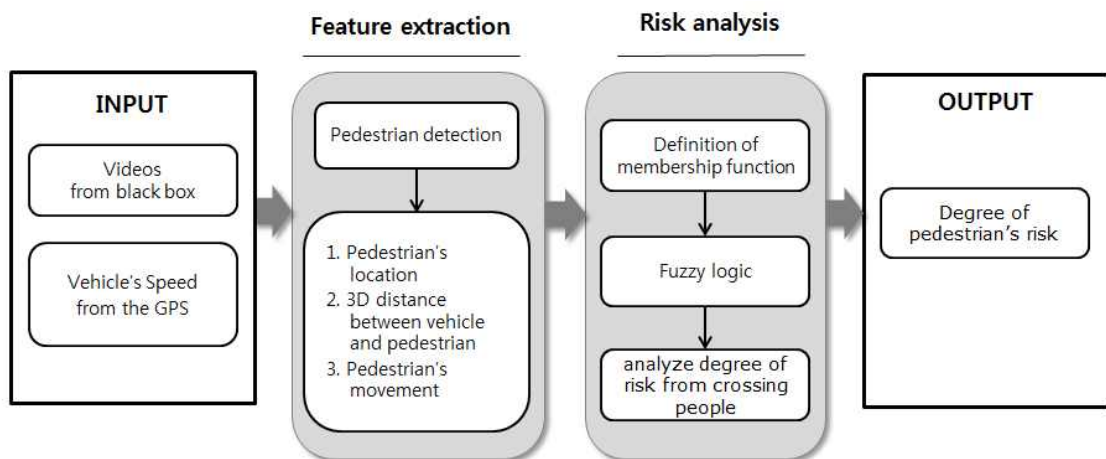 Feature extraction
Risk analysis
INPUT
Videos
from black box
Vehicle's Speed
from the GPS
Pedestrian detection
1. Pedestrian's
location
2. 3D distance
between vehicle
and pedestrian
3. Pedestrian's
movement
Definition of
membership function
Fuzzy logic
analyze degree of
risk from crossing
people
OUTPUT
Degree of
pedestrian's risk